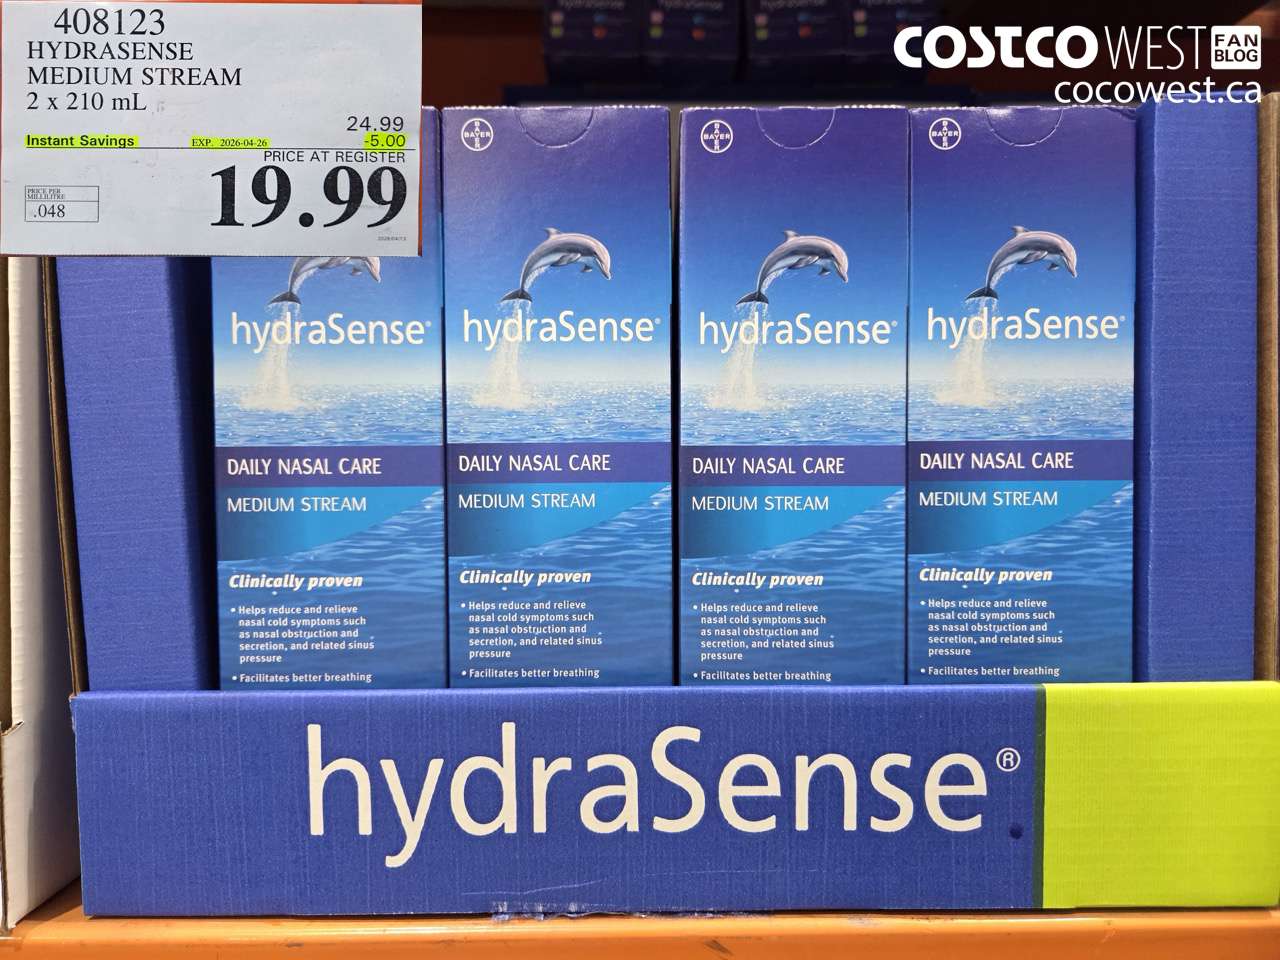 408123
HYDRASENSE
MEDIUM STREAM
2 x 210 mL
24.99
Instant Savings EXP. 2026-04-26 -5.00
PRICE AT REGISTER
19.99
PRICE PER
MILLILITRE
.048
COSTCO WEST FAN BLOG
cocowest.ca
hydraSense®
DAILY NASAL CARE
MEDIUM STREAM
Clinically proven
• Helps reduce and relieve
nasal cold symptoms such
as nasal obstruction and
secretion, and related sinus
pressure
• Facilitates better breathing
BAYER
BAYER
hydraSense®
DAILY NASAL CARE
MEDIUM STREAM
Clinically proven
• Helps reduce and relieve
nasal cold symptoms such
as nasal obstruction and
secretion, and related sinus
pressure
• Facilitates better breathing
BAYER
BAYER
hydraSense®
DAILY NASAL CARE
MEDIUM STREAM
Clinically proven
• Helps reduce and relieve
nasal cold symptoms such
as nasal obstruction and
secretion, and related sinus
pressure
• Facilitates better breathing
BAYER
BAYER
hydraSense®
DAILY NASAL CARE
MEDIUM STREAM
Clinically proven
• Helps reduce and relieve
nasal cold symptoms such
as nasal obstruction and
secretion, and related sinus
pressure
• Facilitates better breathing
hydraSense®